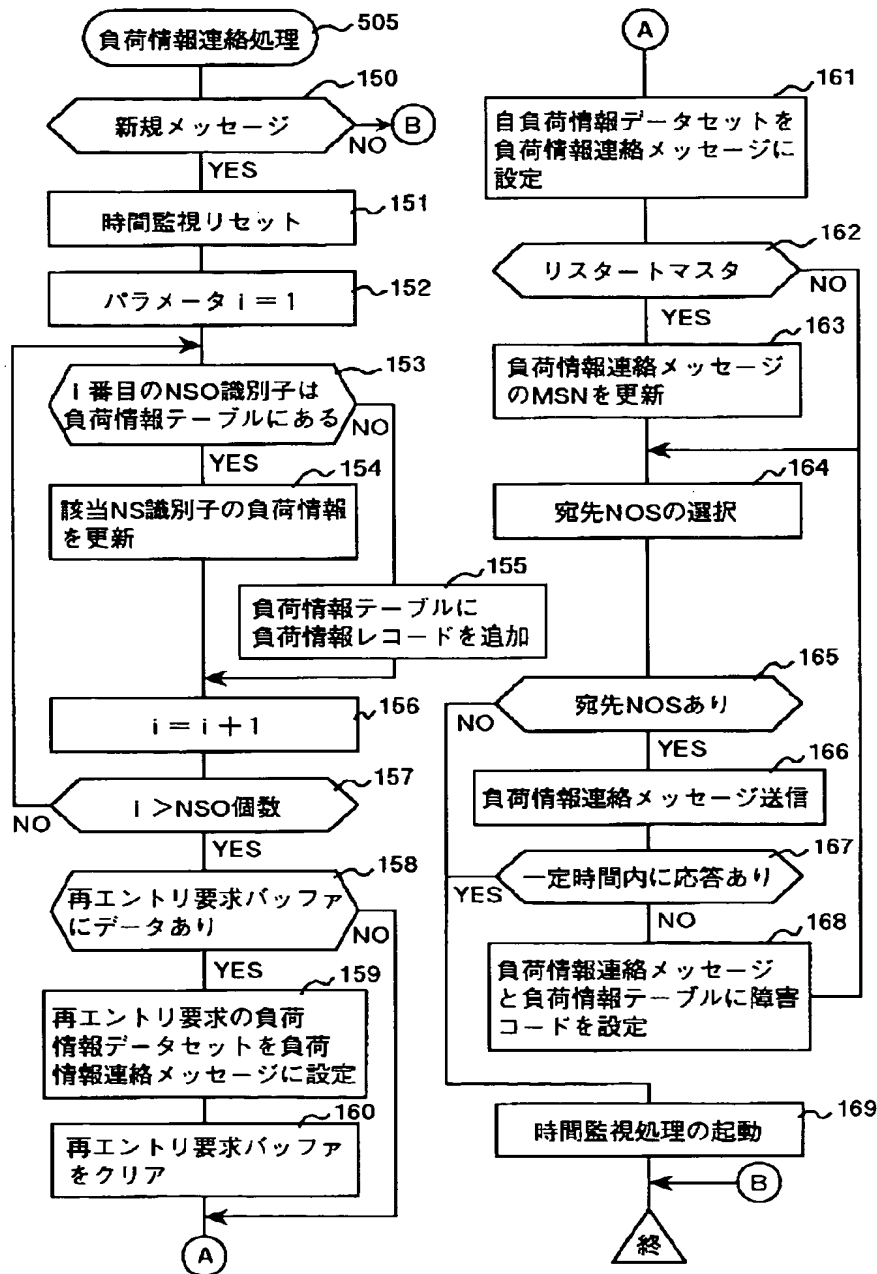 負荷情報連絡処理
505
150
新規メッセージ
B
NO
YES
時間監視リセット
151
パラメータ i = 1
152
153
i 番目のNSO識別子は
負荷情報テーブルにある
NO
YES
154
該当NS識別子の負荷情報
を更新
155
負荷情報テーブルに
負荷情報レコードを追加
166
i = i + 1
157
i >NSO個数
NO
YES
158
再エントリ要求バッファ
にデータあり
NO
YES
159
再エントリ要求の負荷
情報データセットを負荷
情報連絡メッセージに設定
160
再エントリ要求バッファ
をクリア
A
A
161
自負荷情報データセットを
負荷情報連絡メッセージに
設定
162
リスタートマスタ
NO
YES
163
負荷情報連絡メッセージ
のMSNを更新
164
宛先NOSの選択
165
宛先NOSあり
NO
YES
166
負荷情報連絡メッセージ送信
167
一定時間内に応答あり
YES
NO
168
負荷情報連絡メッセージ
と負荷情報テーブルに障害
コードを設定
169
時間監視処理の起動
B
終